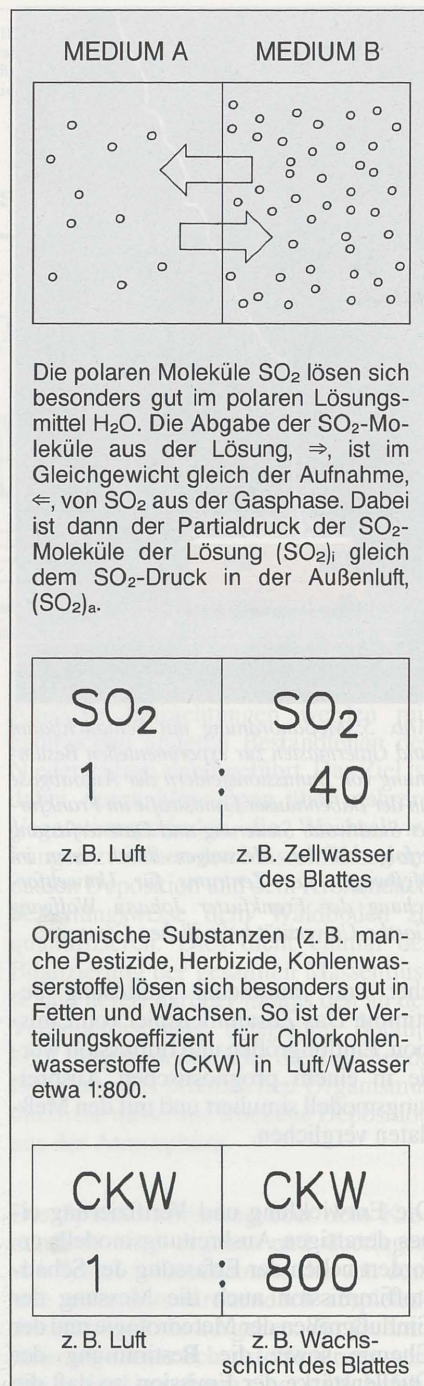 MEDIUM A MEDIUM B
Die polaren Moleküle SO₂ lösen sich
besonders gut im polaren Lösungs-
mittel H₂O. Die Abgabe der SO₂-Mo-
leküle aus der Lösung, ⇒, ist im
Gleichgewicht gleich der Aufnahme,
⇐, von SO₂ aus der Gasphase. Dabei
ist dann der Partialdruck der SO₂-
Moleküle der Lösung (SO₂)ᵢ gleich
dem SO₂-Druck in der Außenluft,
(SO₂)ₐ.
SO₂ SO₂
1 : 40
z.B. Luft z. B. Zellwasser
des Blattes
Organische Substanzen (z. B. man-
che Pestizide, Herbizide, Kohlenwas-
serstoffe) lösen sich besonders gut in
Fetten und Wachsen. So ist der Ver-
teilungskoeffizient für Chlorkohlen-
wasserstoffe (CKW) in Luft/Wasser
etwa 1:800.
CKW CKW
1 : 800
z.B. Luft z.B. Wachs-
schicht des Blattes